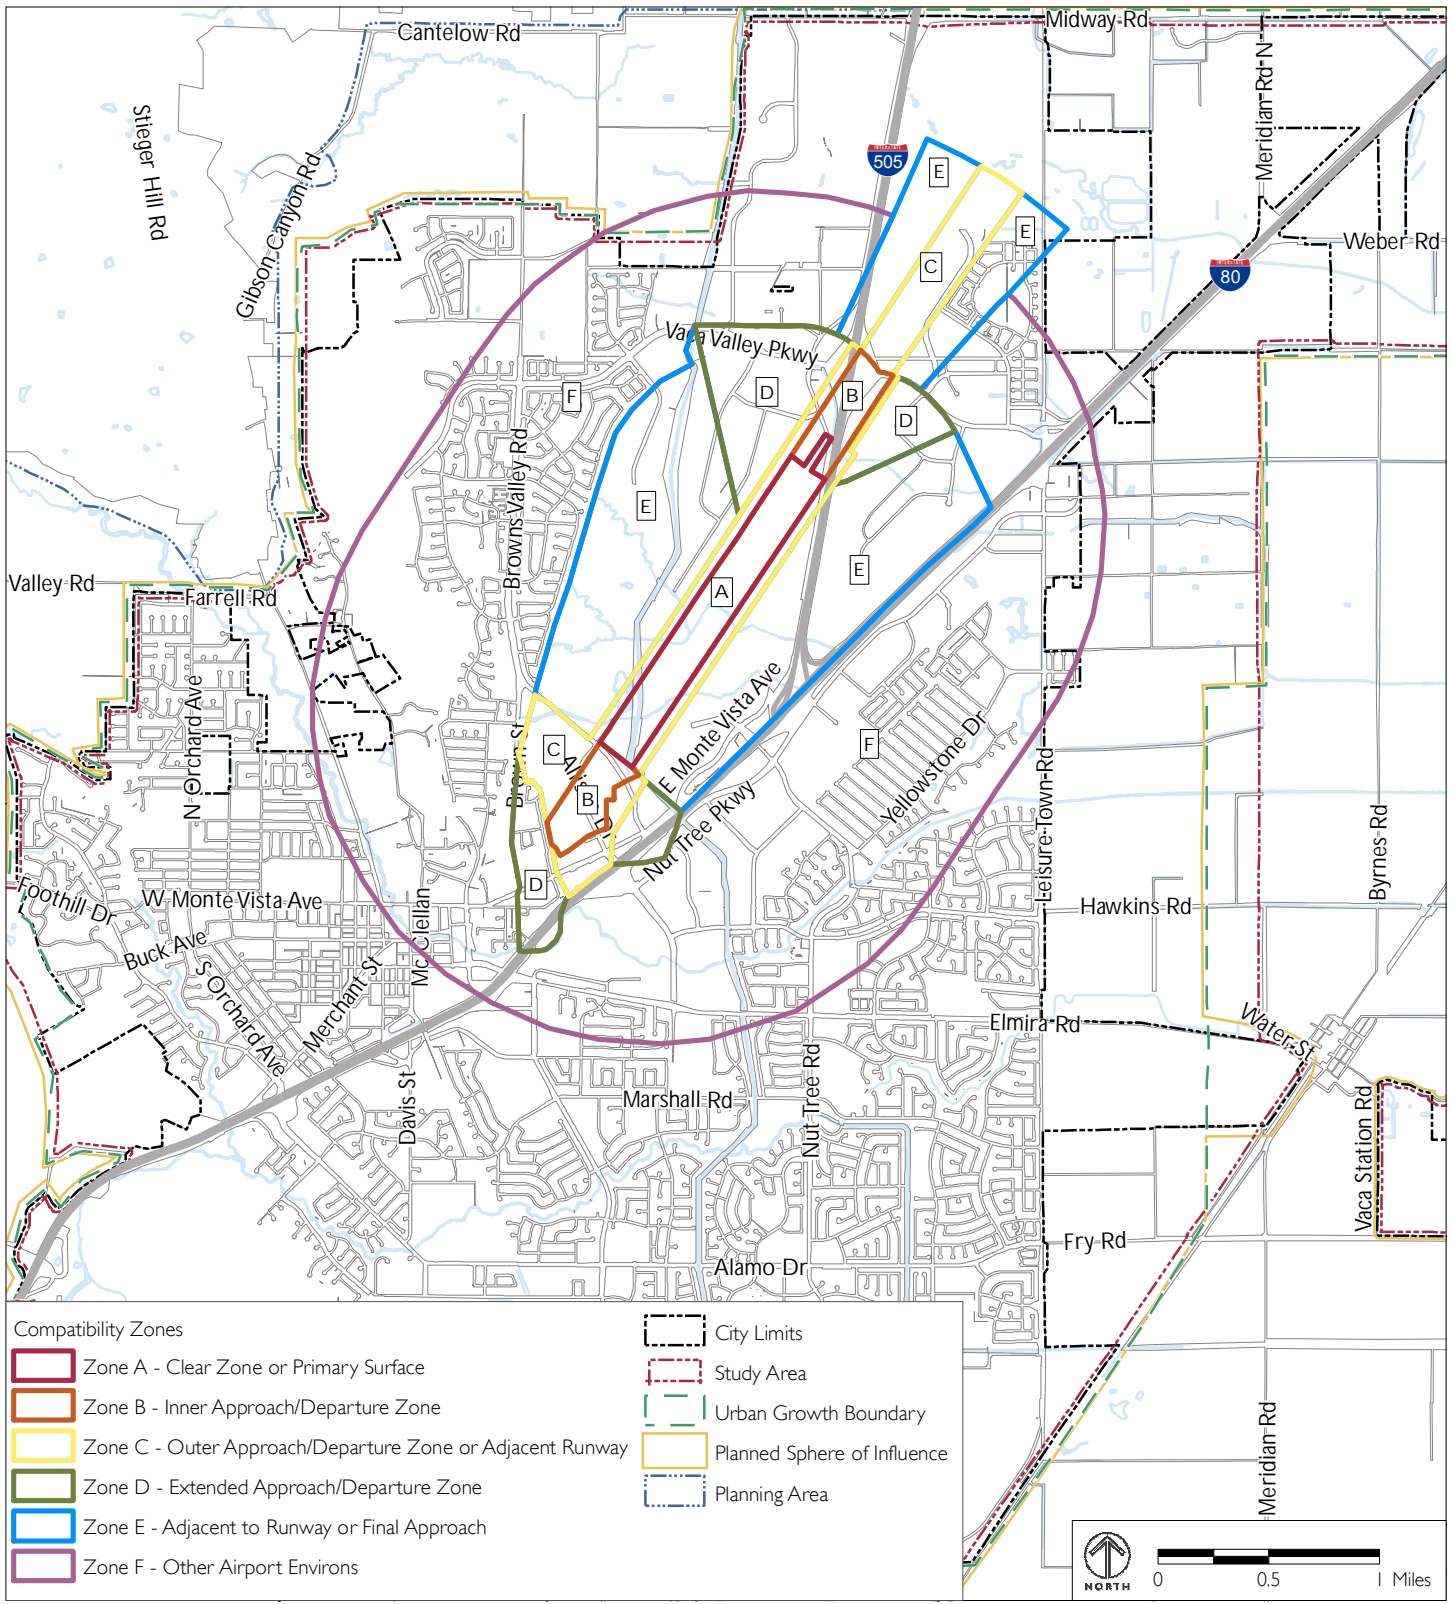 Midway Rd
Cantelow Rd
Meridian Rd N
Stieger Hill Rd
INTERSTATE
505
E
Gibson Canyon Rd
E
Weber Rd
C
INTERSTATE
80
Vaca Valley Pkwy
D
B
F
D
Browns Valley Rd
E
E
Valley Rd
Farrell Rd
A
N Orchard Ave
E Monte Vista Ave
Brown St
C
F
Yellowstone Dr
B
Leisure Town Rd
Nut Tree Pkwy
Byrnes Rd
D
Foothill Dr
W Monte Vista Ave
Mc Clellan
Hawkins Rd
Buck Ave
S Orchard Ave
Merchant St
Elmira Rd
Water St
Davis St
Marshall Rd
Nut Tree Rd
Vaca Station Rd
Fry Rd
Alamo Dr
Meridian Rd
Compatibility Zones
Zone A - Clear Zone or Primary Surface
Zone B - Inner Approach/Departure Zone
Zone C - Outer Approach/Departure Zone or Adjacent Runway
Zone D - Extended Approach/Departure Zone
Zone E - Adjacent to Runway or Final Approach
Zone F - Other Airport Environs
City Limits
Study Area
Urban Growth Boundary
Planned Sphere of Influence
Planning Area
NORTH
0 0.5 1 Miles